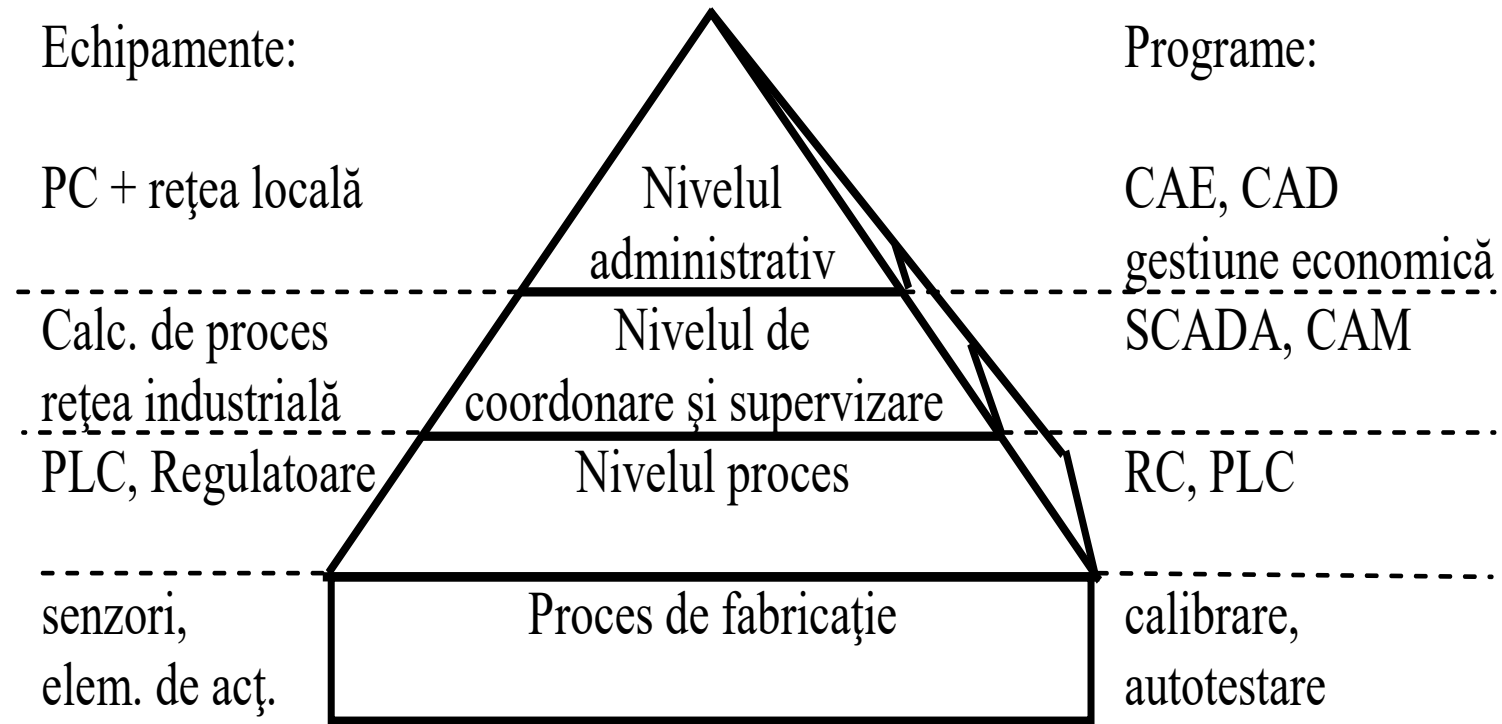 Echipamente:
Programe:
PC + reţea locală
Nivelul
administrativ
CAE, CAD
gestiune economică
Calc. de proces
reţea industrială
Nivelul de
coordonare şi supervizare
SCADA, CAM
PLC, Regulatoare
Nivelul proces
RC, PLC
senzori,
elem. de acţ.
Proces de fabricaţie
calibrare,
autotestare